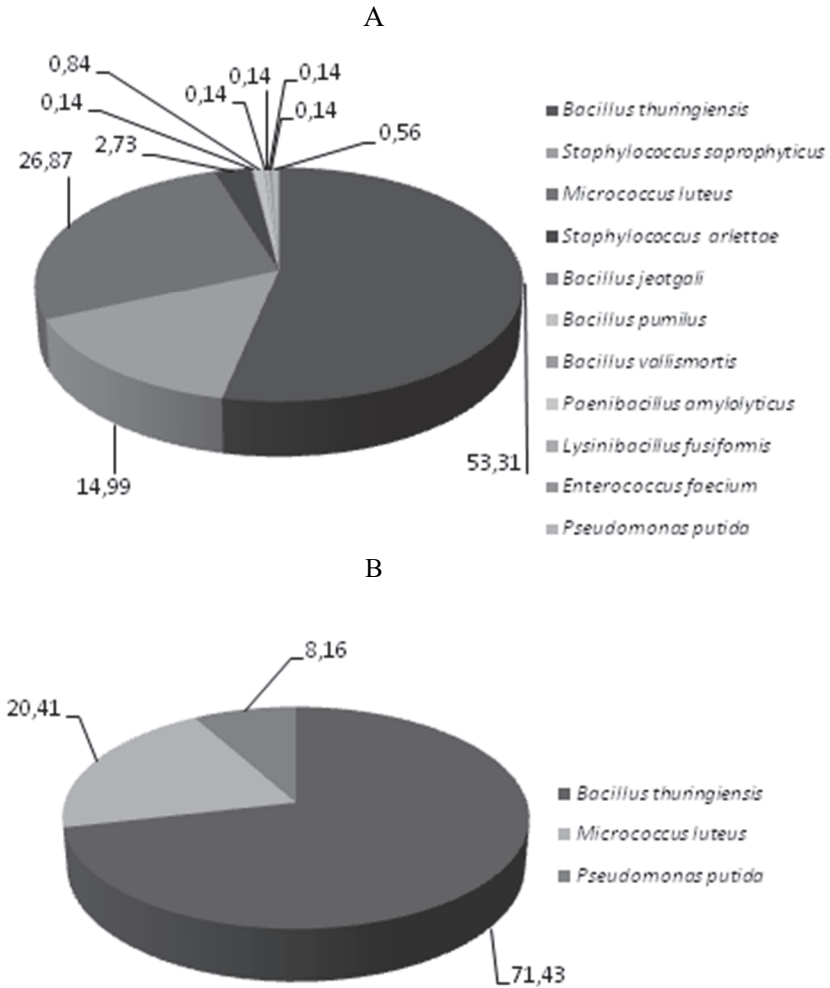 A
0,84
0,14
0,14
0,14
0,14
0,14
2,73
0,56
26,87
53,31
14,99
Bacillus thuringiensis
Staphylococcus saprophyticus
Micrococcus luteus
Staphylococcus arlettae
Bacillus jeotgali
Bacillus pumilus
Bacillus vallismortis
Paenibacillus amylolyticus
Lysinibacillus fusiformis
Enterococcus faecium
Pseudomonas putida
B
8,16
20,41
71,43
Bacillus thuringiensis
Micrococcus luteus
Pseudomonas putida